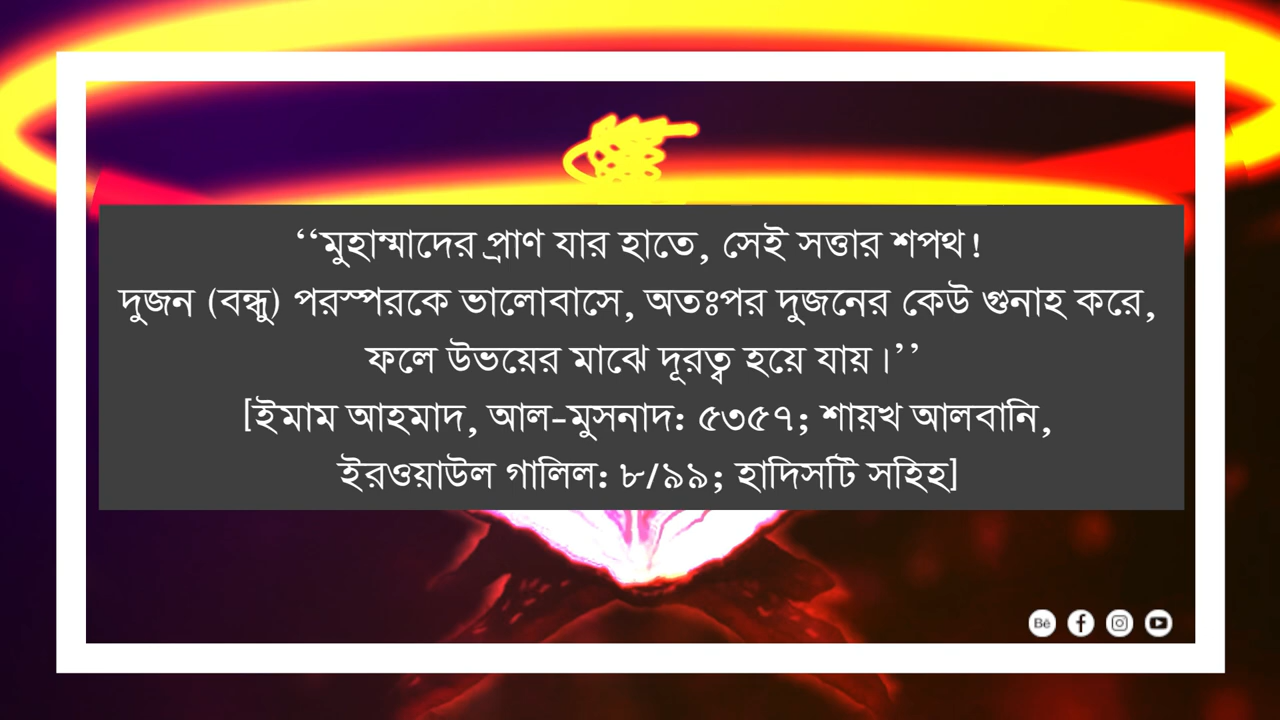 ‘‘মুহাম্মাদের প্রাণ যার হাতে, সেই সত্তার শপথ!
দুজন (বন্ধু) পরস্পরকে ভালোবাসে, অতঃপর দুজনের কেউ গুনাহ করে,
ফলে উভয়ের মাঝে দূরত্ব হয়ে যায়।’’
[ইমাম আহমাদ, আল-মুসনাদ: ৫৩৫৭; শায়খ আলবানি,
ইরওয়াউল গালিল: ৮/৯৯; হাদিসটি সহিহ]
Bē